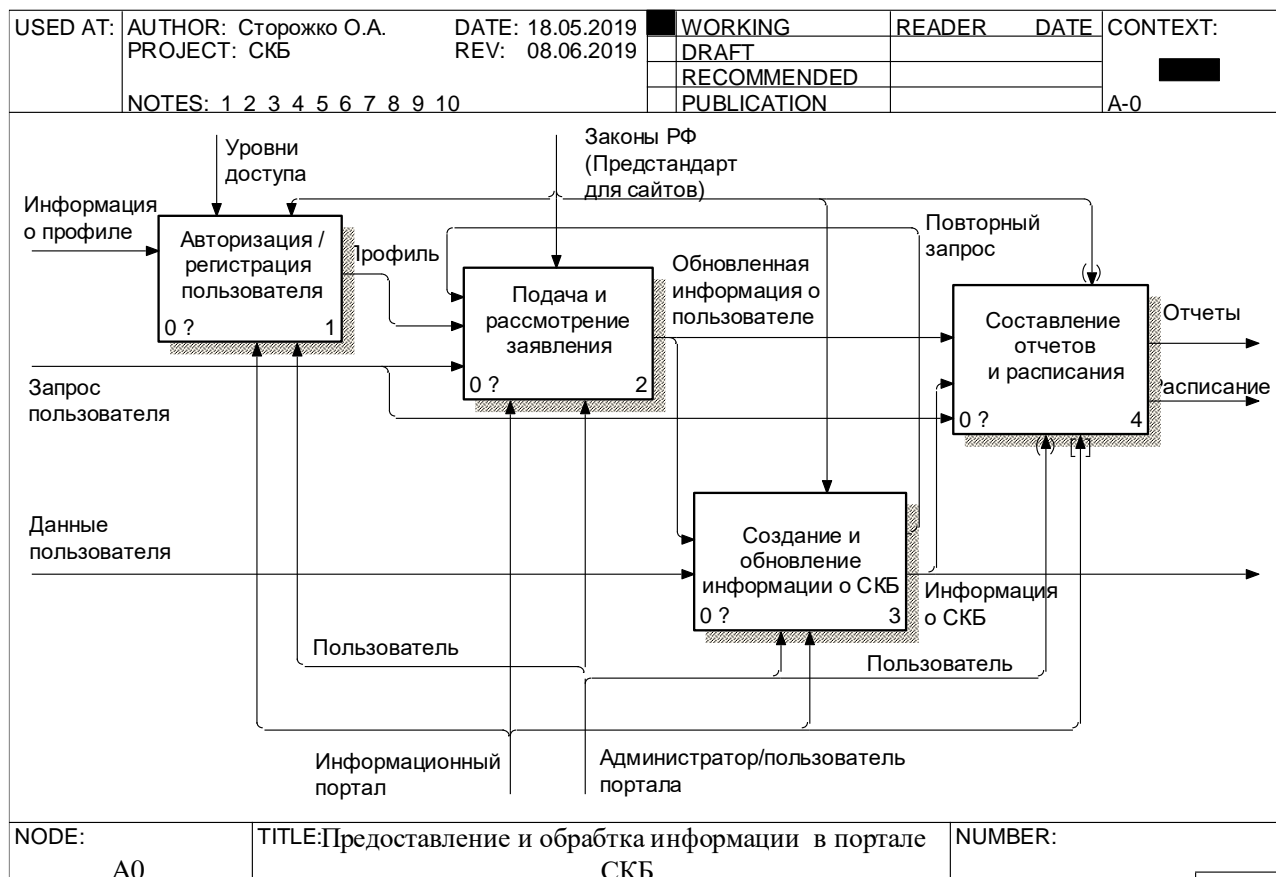 USED AT:
AUTHOR: Сторожко О.А.
DATE: 18.05.2019
PROJECT: СКБ
REV: 08.06.2019
NOTES: 1 2 3 4 5 6 7 8 9 10
WORKING
DRAFT
RECOMMENDED
PUBLICATION
READER
DATE
CONTEXT:
A-0
Уровни
доступа
Законы РФ
(Предстандарт
для сайтов)
Информация
о профиле
Авторизация /
регистрация
пользователя
0 ?
1
Профиль
Подача и
рассмотрение
заявления
0 ?
2
Обновленная
информация о
пользователе
Повторный
запрос
( )
Составление
отчетов
и расписания
0 ?
4
( )
[ ]
Отчеты
Расписание
Запрос
пользователя
Данные
пользователя
Создание и
обновление
информации о СКБ
0 ?
3
Информация
о СКБ
Пользователь
Пользователь
Информационный
портал
Администратор/пользователь
портала
NODE:
A0
TITLE:
Предоставление и обрабтка информации в портале
СКБ
NUMBER: